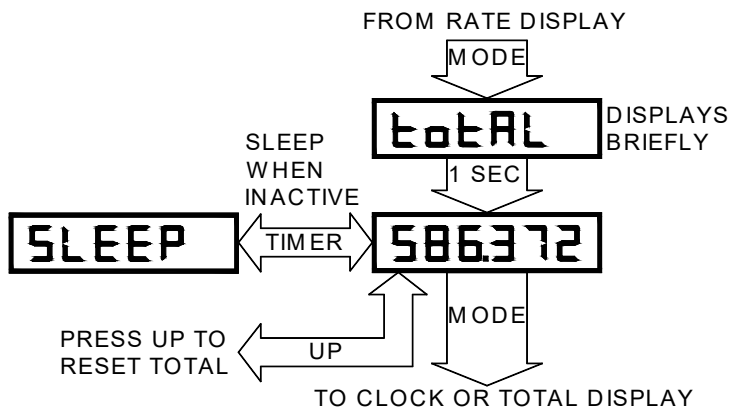 FROM RATE DISPLAY
MODE
totAL
DISPLAYS
BRIEFLY
1 SEC
SLEEP
WHEN
INACTIVE
SLEEP
TIMER
586.372
MODE
PRESS UP TO
RESET TOTAL
UP
TO CLOCK OR TOTAL DISPLAY